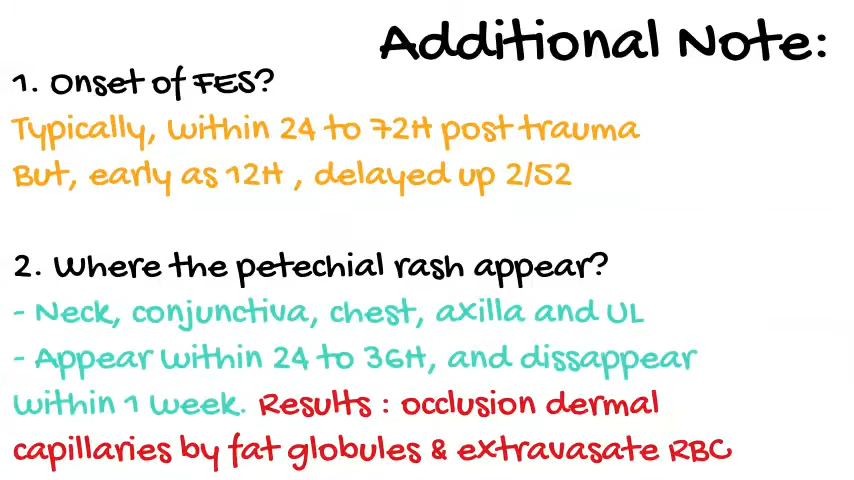 Additional Note:
1. Onset of FES?
Typically, within 24 to 72H post trauma
But, early as 12H , delayed up 2/52
2. Where the petechial rash appear?
- Neck, conjunctiva, chest, axilla and UL
- Appear within 24 to 36H, and dissappear
within 1 week. Results : occlusion dermal
capillaries by fat globules & extravasate RBC